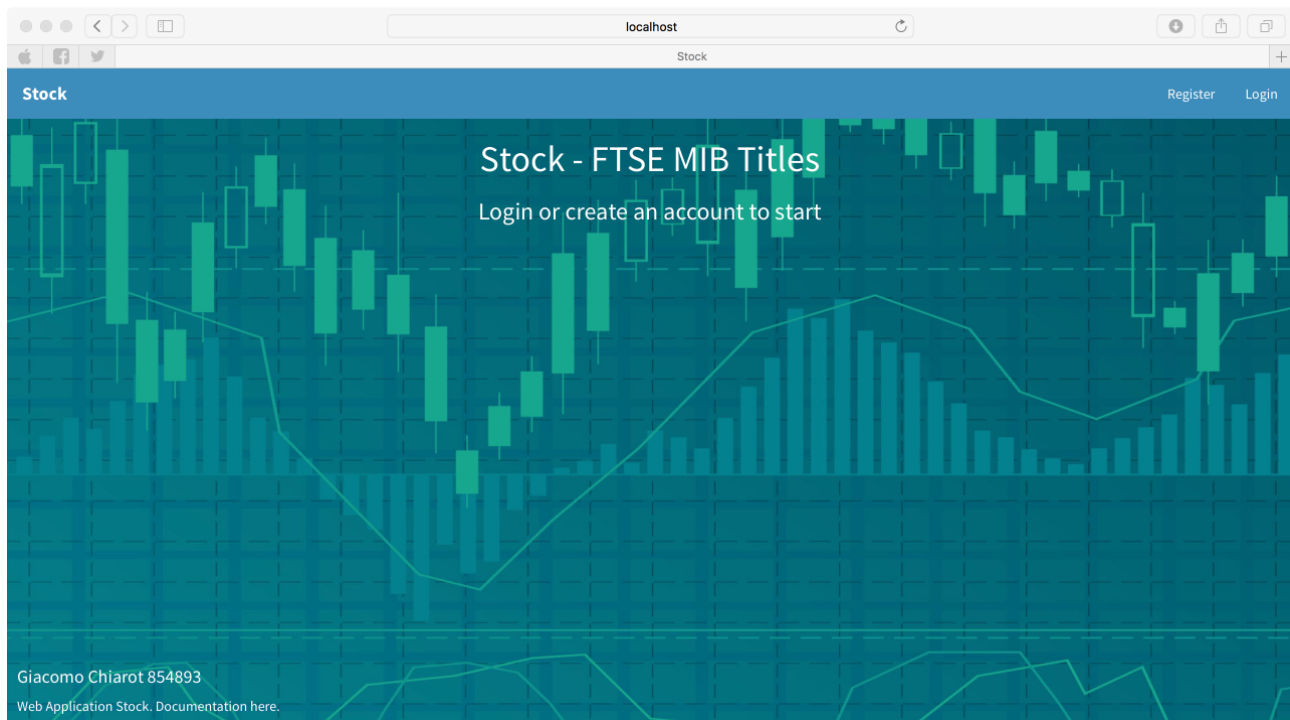 localhost
Stock
Stock
Register Login
Stock - FTSE MIB Titles
Login or create an account to start
Giacomo Chiarot 854893
Web Application Stock. Documentation here.